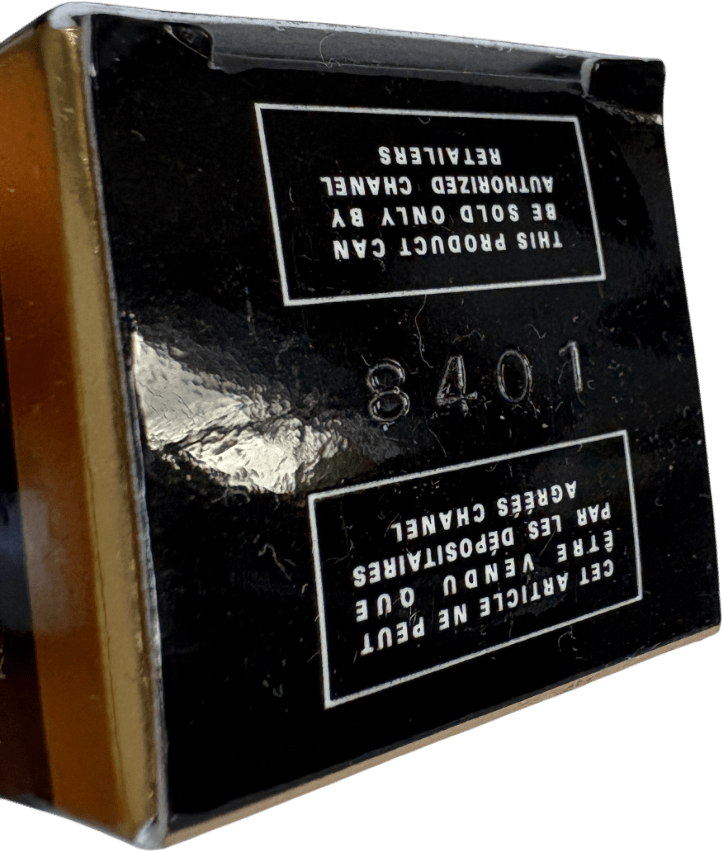 CET ARTICLE NE PEUT
ÊTRE VENDU QUE
PAR LES DÉPOSITAIRES
AGRÉÉS CHANEL
8401
THIS PRODUCT CAN
BE SOLD ONLY BY
AUTHORIZED CHANEL
RETAILERS